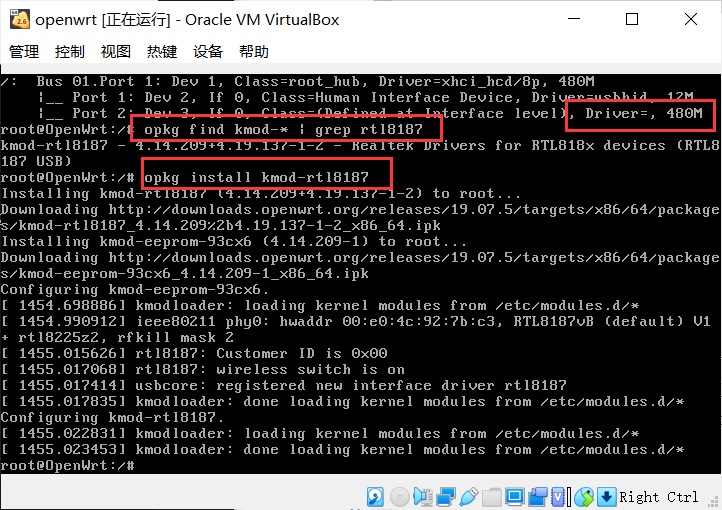 openwrt [正在运行] - Oracle VM VirtualBox
管理 控制 视图 热键 设备 帮助
/:  Bus 01.Port 1: Dev 1, Class=root_hub, Driver=xhci_hcd/8p, 480M
    |__ Port 1: Dev 2, If 0, Class=Human Interface Device, Driver=usbhid, 12M
    |__ Port 2: Dev 3, If 0, Class=(Defined at Interface level), Driver=, 480M
root@OpenWrt:/# opkg find kmod-* | grep rtl8187
kmod-rtl8187 - 4.14.209+4.19.137-1-2 - Realtek Drivers for RTL818x devices (RTL8
187 USB)
root@OpenWrt:/# opkg install kmod-rtl8187
Installing kmod-rtl8187 (4.14.209+4.19.137-1-2) to root...
Downloading http://downloads.openwrt.org/releases/19.07.5/targets/x86/64/package
s/kmod-rtl8187_4.14.209%2b4.19.137-1-2_x86_64.ipk
Installing kmod-eeprom-93cx6 (4.14.209-1) to root...
Downloading http://downloads.openwrt.org/releases/19.07.5/targets/x86/64/package
s/kmod-eeprom-93cx6_4.14.209-1_x86_64.ipk
Configuring kmod-eeprom-93cx6.
[ 1454.698886] kmodloader: loading kernel modules from /etc/modules.d/*
[ 1454.990912] ieee80211 phy0: hwaddr 00:e0:4c:92:7b:c3, RTL8187vB (default) V1
+ rtl8225z2, rfkill mask 2
[ 1455.015626] rtl8187: Customer ID is 0x00
[ 1455.017068] rtl8187: wireless switch is on
[ 1455.017414] usbcore: registered new interface driver rtl8187
[ 1455.017835] kmodloader: done loading kernel modules from /etc/modules.d/*
Configuring kmod-rtl8187.
[ 1455.022831] kmodloader: loading kernel modules from /etc/modules.d/*
[ 1455.023453] kmodloader: done loading kernel modules from /etc/modules.d/*
root@OpenWrt:/#
Right Ctrl